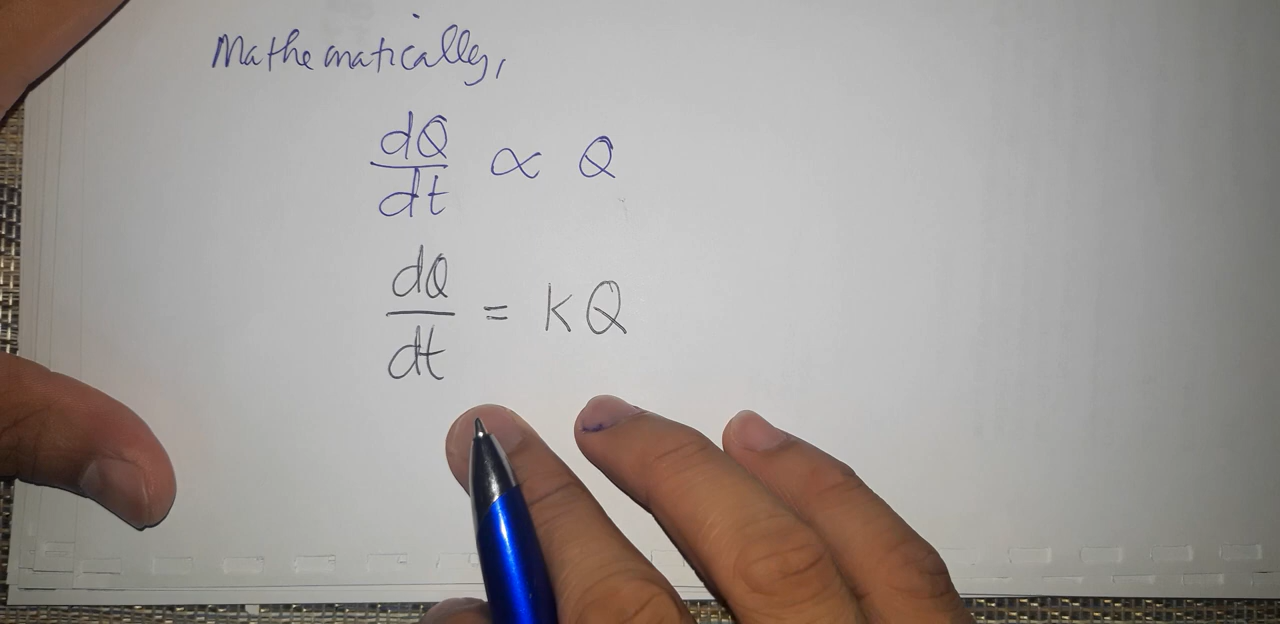 Mathematically,
dQ/dt ∝ Q
dQ/dt = kQ